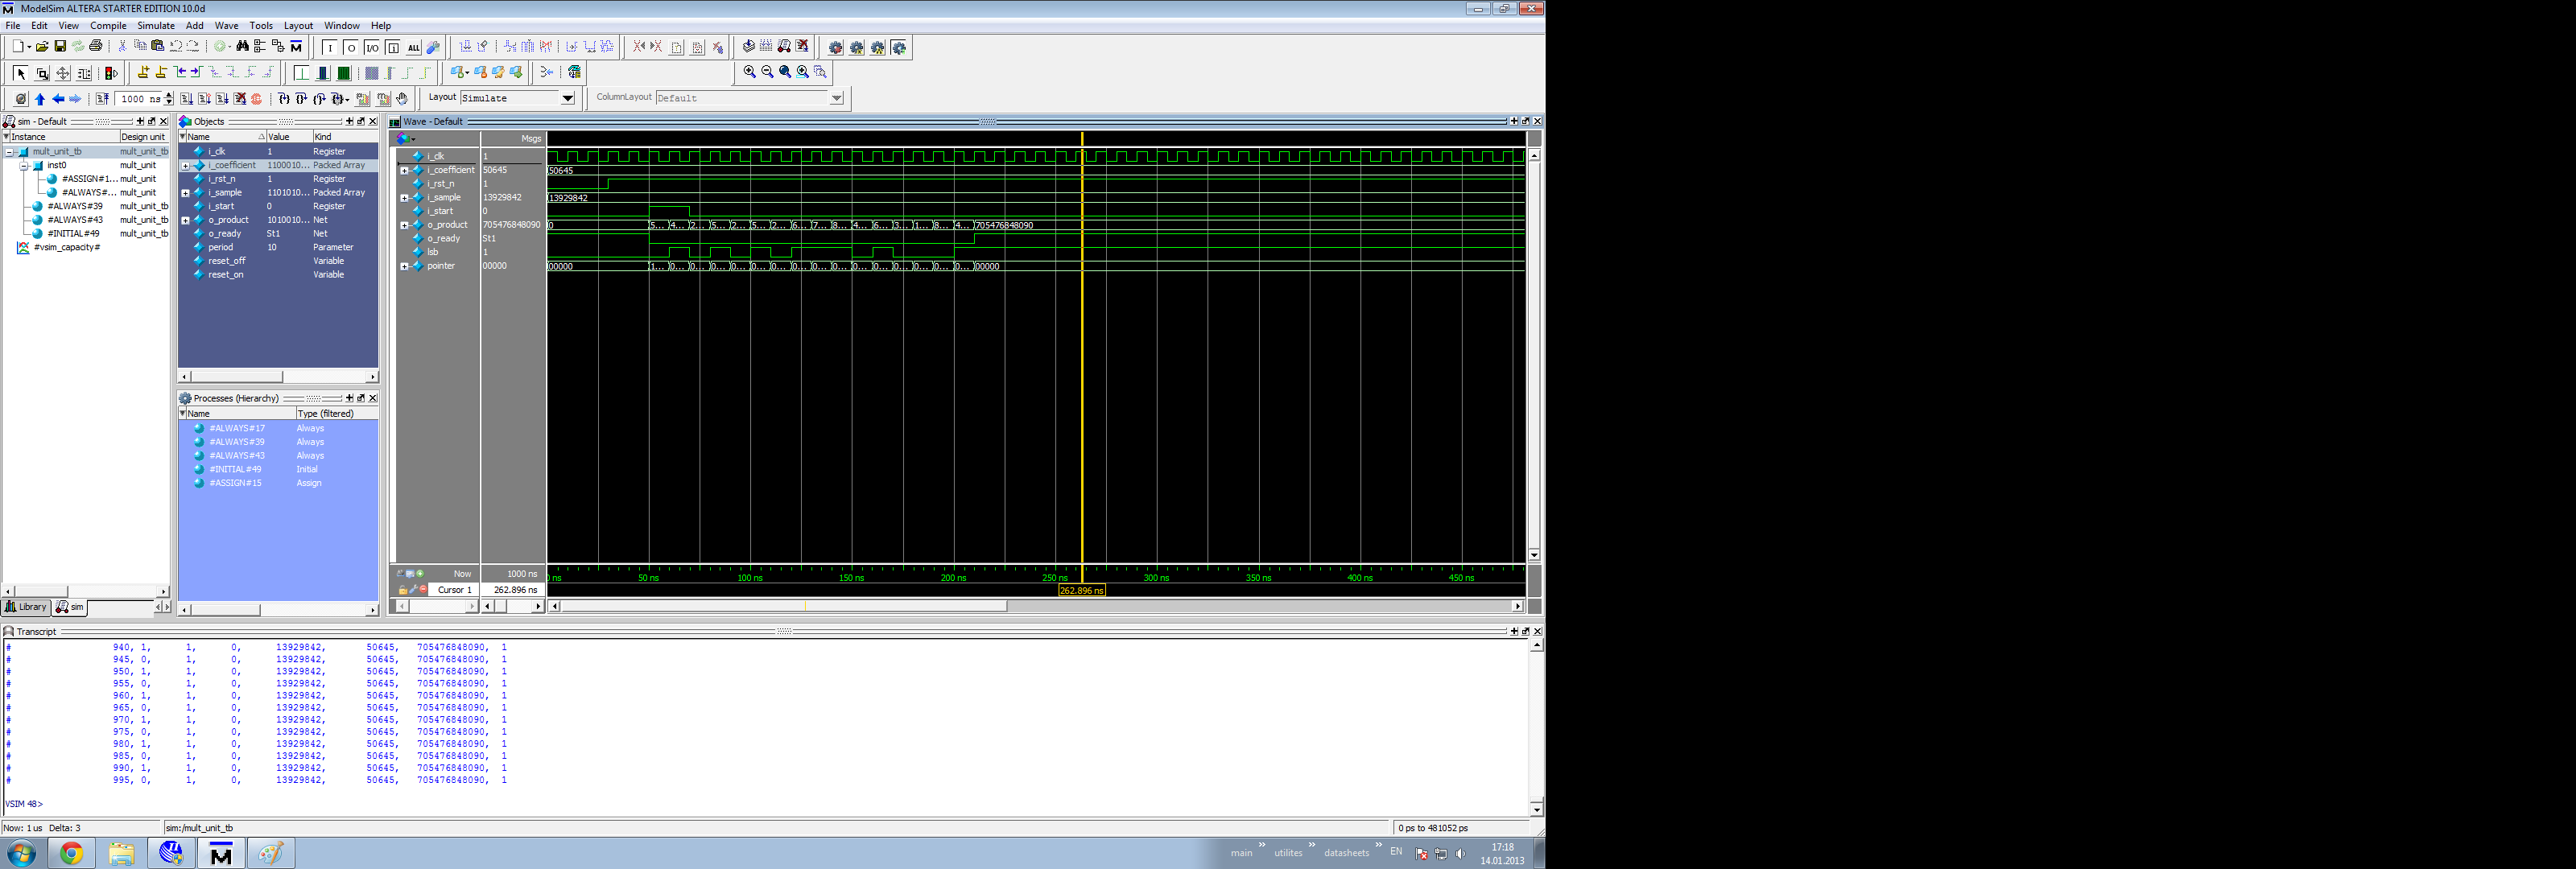 ModelSim ALTERA STARTER EDITION 10.0d
File Edit View Compile Simulate Add Wave Tools Layout Window Help
I O I/O ALL
1000 ns Layout Simulate ColumnLayout Default
sim - Default
Instance Design unit
mult_unit_tb mult_unit_tb
inst0 mult_unit
#ASSIGN#1... mult_unit
#ALWAYS#... mult_unit
#ALWAYS#39 mult_unit_tb
#ALWAYS#43 mult_unit_tb
#INITIAL#49 mult_unit_tb
#vsim_capacity#
Library sim
Objects
Name Value Kind
i_clk 1 Register
i_coefficient 1100010... Packed Array
i_rst_n 1 Register
i_sample 1101010... Packed Array
i_start 0 Register
o_product 1010010... Net
o_ready St1 Net
period 10 Parameter
reset_off Variable
reset_on Variable
Processes (Hierarchy)
Name Type (filtered)
#ALWAYS#17 Always
#ALWAYS#39 Always
#ALWAYS#43 Always
#INITIAL#49 Initial
#ASSIGN#15 Assign
Wave - Default
Msgs
i_clk 1
i_coefficient 50645 50645
i_rst_n 1
i_sample 13929842 13929842
i_start 0
o_product 705476848090 0 5... 4... 2... 5... 2... 5... 2... 6... 7... 8... 4... 6... 3... 1... 8... 4... 705476848090
o_ready St1
lsb 1
pointer 00000 00000 1... 0... 0... 0... 0... 0... 0... 0... 0... 0... 0... 0... 0... 0... 0... 0... 00000
Now 1000 ns 0 ns 50 ns 100 ns 150 ns 200 ns 250 ns 300 ns 350 ns 400 ns 450 ns
Cursor 1 262.896 ns 262.896 ns
Transcript
# 940, 1, 1, 0, 13929842, 50645, 705476848090, 1
# 945, 0, 1, 0, 13929842, 50645, 705476848090, 1
# 950, 1, 1, 0, 13929842, 50645, 705476848090, 1
# 955, 0, 1, 0, 13929842, 50645, 705476848090, 1
# 960, 1, 1, 0, 13929842, 50645, 705476848090, 1
# 965, 0, 1, 0, 13929842, 50645, 705476848090, 1
# 970, 1, 1, 0, 13929842, 50645, 705476848090, 1
# 975, 0, 1, 0, 13929842, 50645, 705476848090, 1
# 980, 1, 1, 0, 13929842, 50645, 705476848090, 1
# 985, 0, 1, 0, 13929842, 50645, 705476848090, 1
# 990, 1, 1, 0, 13929842, 50645, 705476848090, 1
# 995, 0, 1, 0, 13929842, 50645, 705476848090, 1
VSIM 48>
Now: 1 us Delta: 3 sim:/mult_unit_tb 0 ps to 481052 ps
main » utilites » datasheets » EN 17:18
14.01.2013